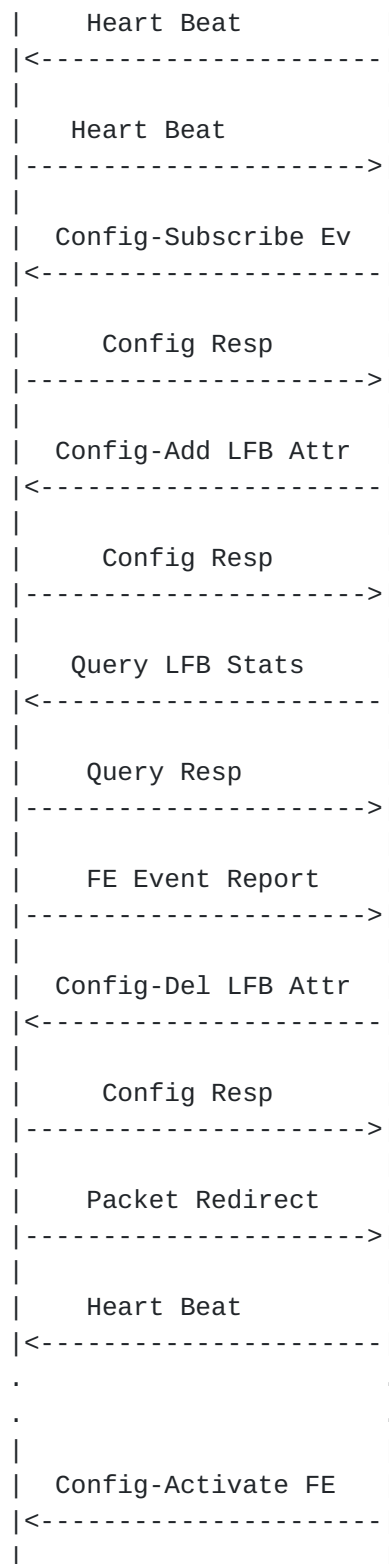 |    Heart Beat
|<----------------------
|
|   Heart Beat
|---------------------->
|
|  Config-Subscribe Ev
|<----------------------
|
|     Config Resp
|---------------------->
|
|  Config-Add LFB Attr
|<----------------------
|
|     Config Resp
|---------------------->
|
|   Query LFB Stats
|<----------------------
|
|    Query Resp
|---------------------->
|
|    FE Event Report
|---------------------->
|
|  Config-Del LFB Attr
|<----------------------
|
|     Config Resp
|---------------------->
|
|    Packet Redirect
|---------------------->
|
|    Heart Beat
|<----------------------
.
.
|
|  Config-Activate FE
|<----------------------
|